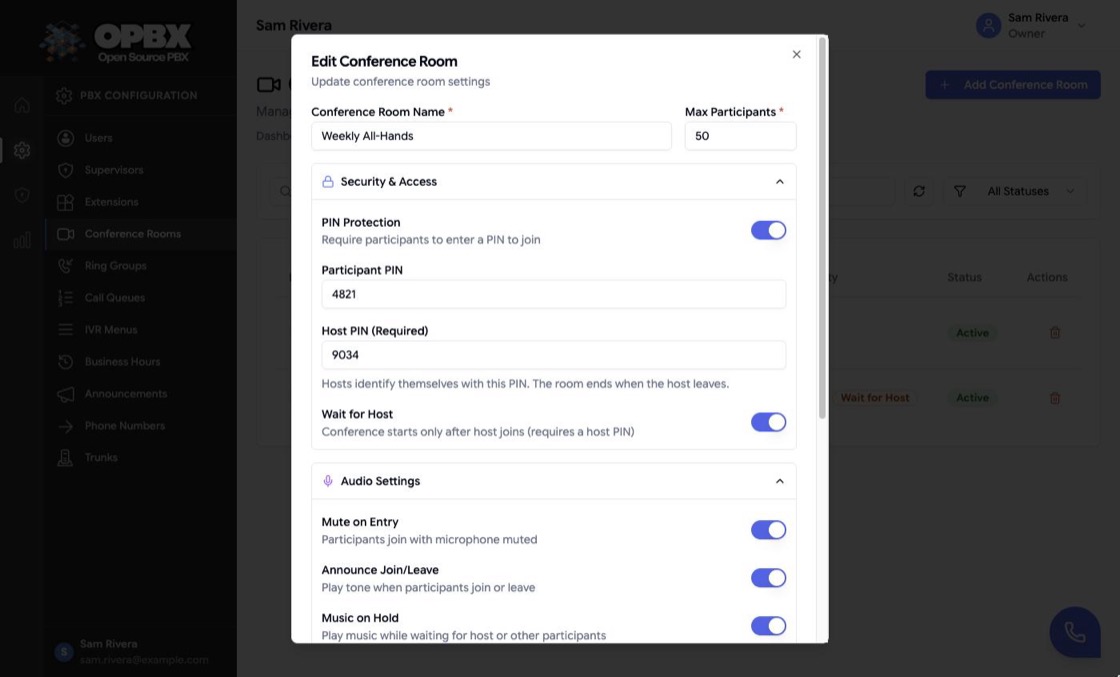 OPBX
Open Source PBX
PBX CONFIGURATION
Users
Supervisors
Extensions
Conference Rooms
Ring Groups
Call Queues
IVR Menus
Business Hours
Announcements
Phone Numbers
Trunks
S
Sam Rivera
sam.rivera@example.com
Sam Rivera
Sam Rivera
Owner
Add Conference Room
All Statuses
Status
Actions
Active
Wait for Host
Active
Edit Conference Room
Update conference room settings
Conference Room Name *
Max Participants *
Weekly All-Hands
50
Security & Access
PIN Protection
Require participants to enter a PIN to join
Participant PIN
4821
Host PIN (Required)
9034
Hosts identify themselves with this PIN. The room ends when the host leaves.
Wait for Host
Conference starts only after host joins (requires a host PIN)
Audio Settings
Mute on Entry
Participants join with microphone muted
Announce Join/Leave
Play tone when participants join or leave
Music on Hold
Play music while waiting for host or other participants